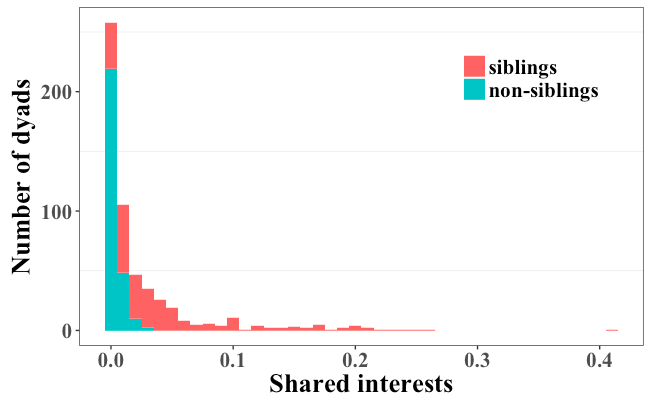 Number of dyads
200
100
0
siblings
non-siblings
0.0 0.1 0.2 0.3 0.4
Shared interests